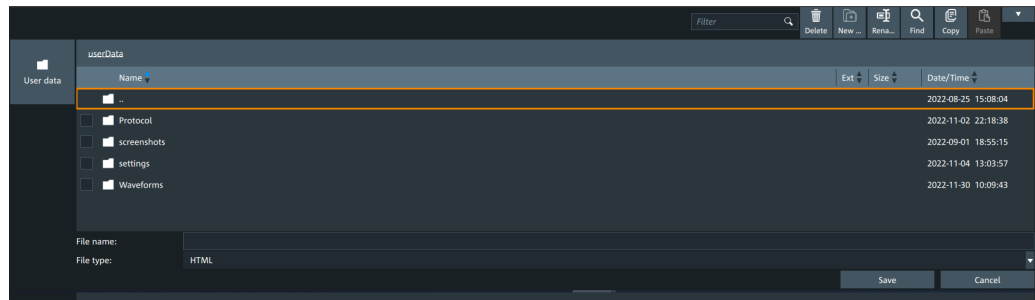 Filter
Delete New ... Rena... Find Copy Paste
userData
User data
Name Ext Size Date/Time
.. 2022-08-25 15:08:04
Protocol 2022-11-02 22:18:38
screenshots 2022-09-01 18:55:15
settings 2022-11-04 13:03:57
Waveforms 2022-11-30 10:09:43
File name:
File type: HTML
Save Cancel